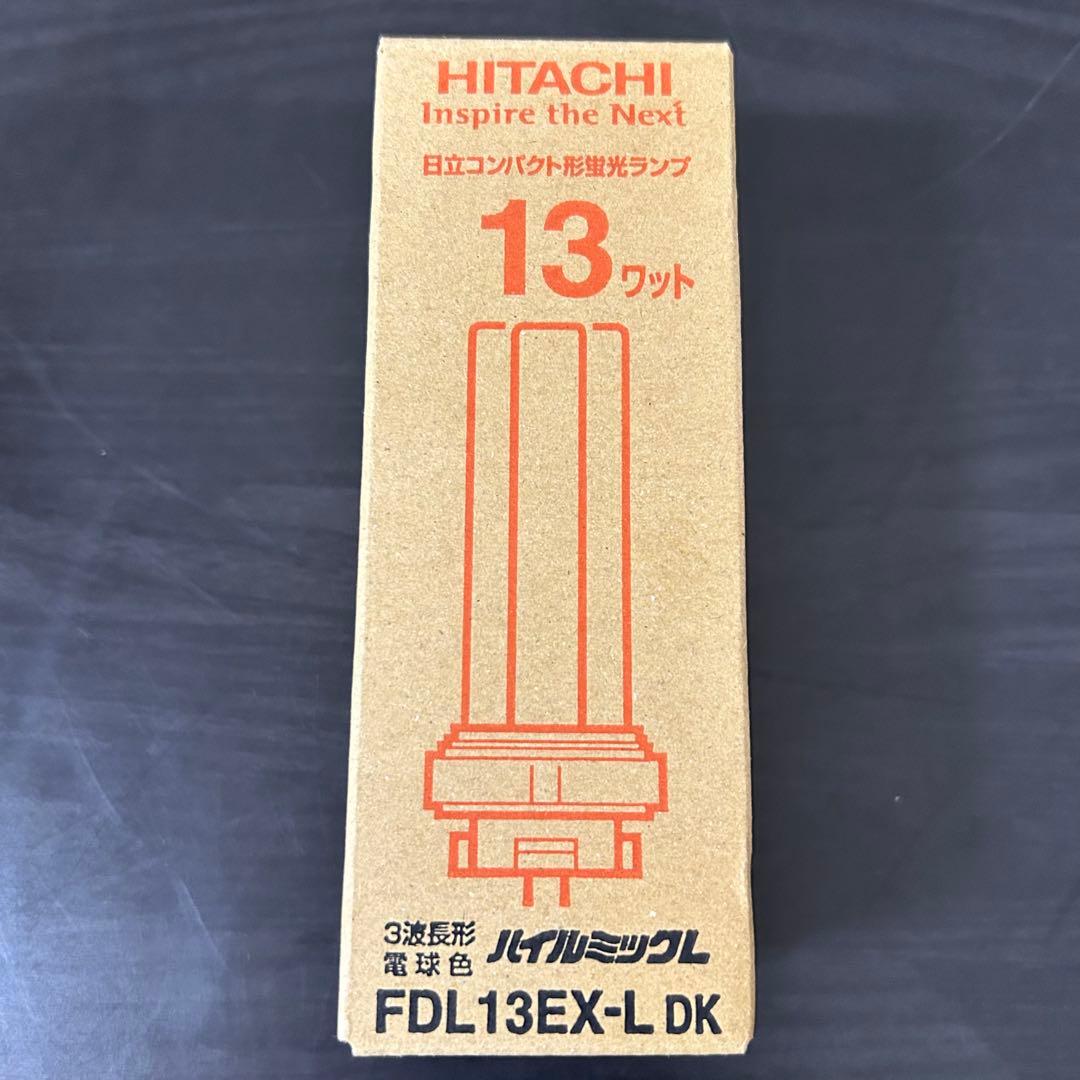 HITACHI
Inspire the Next
日立コンパクト形蛍光ランプ
13ワット
3波長形
電球色
ハイルミックL
FDL13EX-L DK